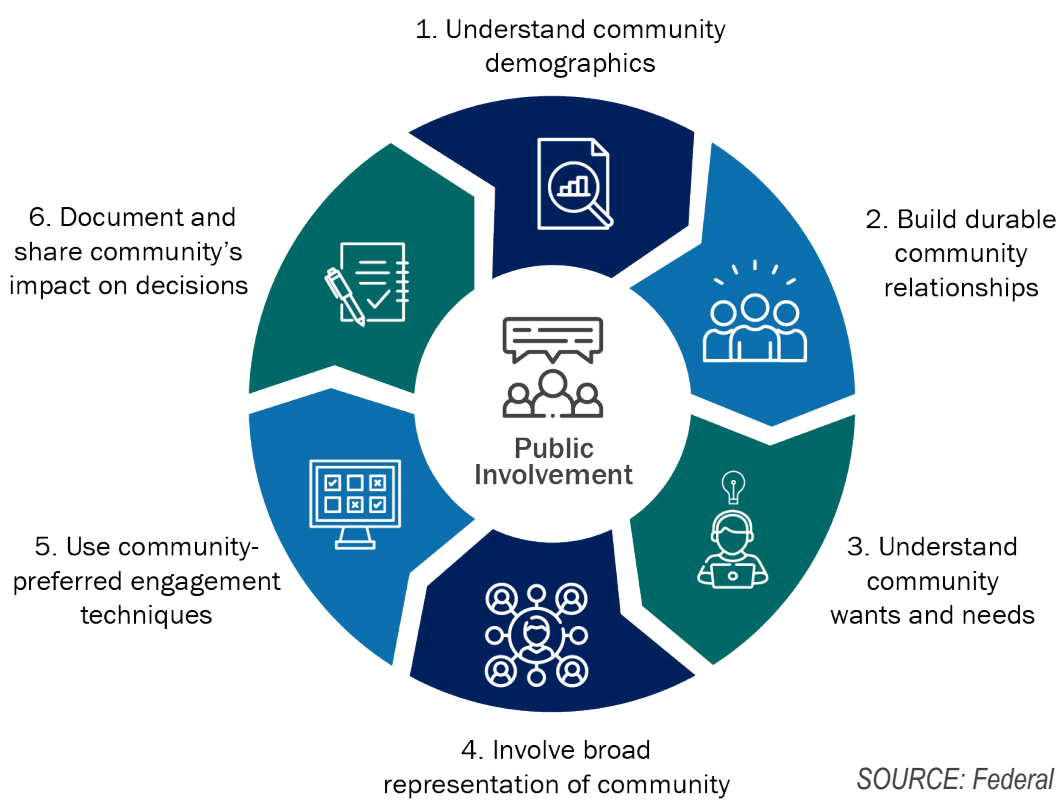 1. Understand community
demographics
2. Build durable
community
relationships
3. Understand
community
wants and needs
4. Involve broad
representation of community
5. Use community-
preferred engagement
techniques
6. Document and
share community’s
impact on decisions
Public
Involvement
SOURCE: Federal